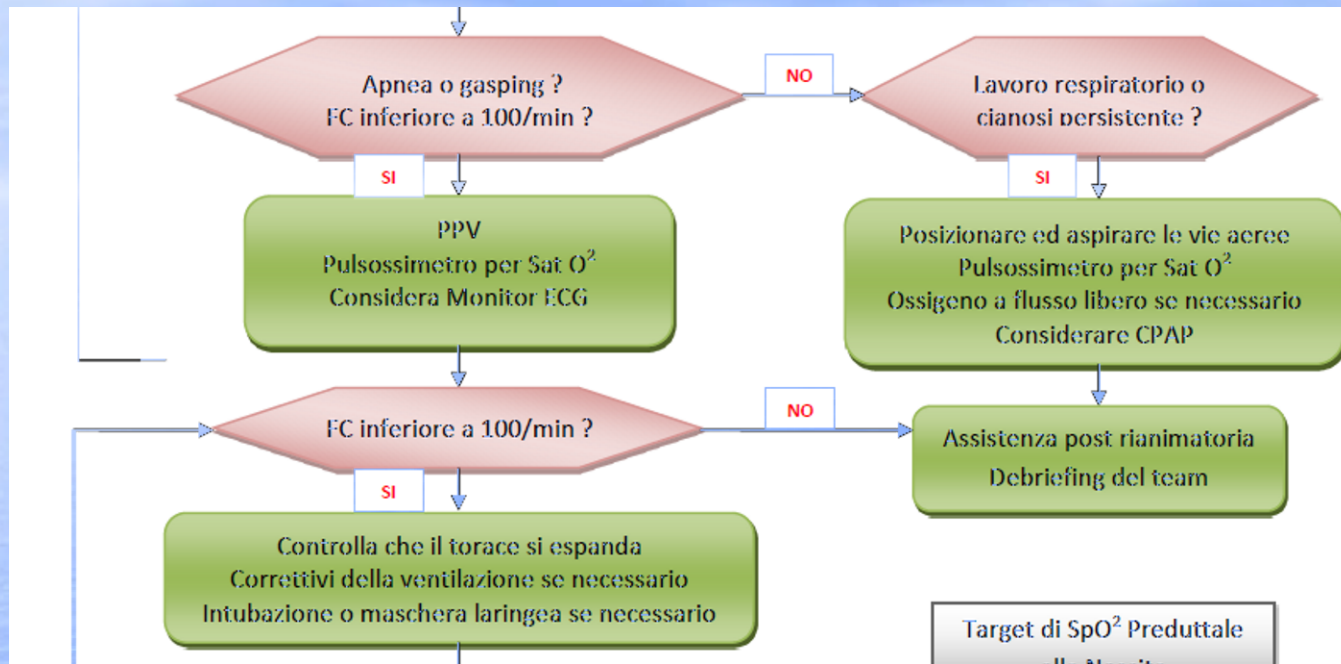 Apnea o gasping ?
FC inferiore a 100/min ?
NO
Lavoro respiratorio o
cianosi persistente ?
SI
SI
PPV
Pulsossimetro per Sat O²
Considera Monitor ECG
Posizionare ed aspirare le vie aeree
Pulsossimetro per Sat O²
Ossigeno a flusso libero se necessario
Considerare CPAP
FC inferiore a 100/min ?
NO
Assistenza post rianimatoria
Debriefing del team
SI
Controlla che il torace si espanda
Correttivi della ventilazione se necessario
Intubazione o maschera laringea se necessario
Target di SpO² Preduttale